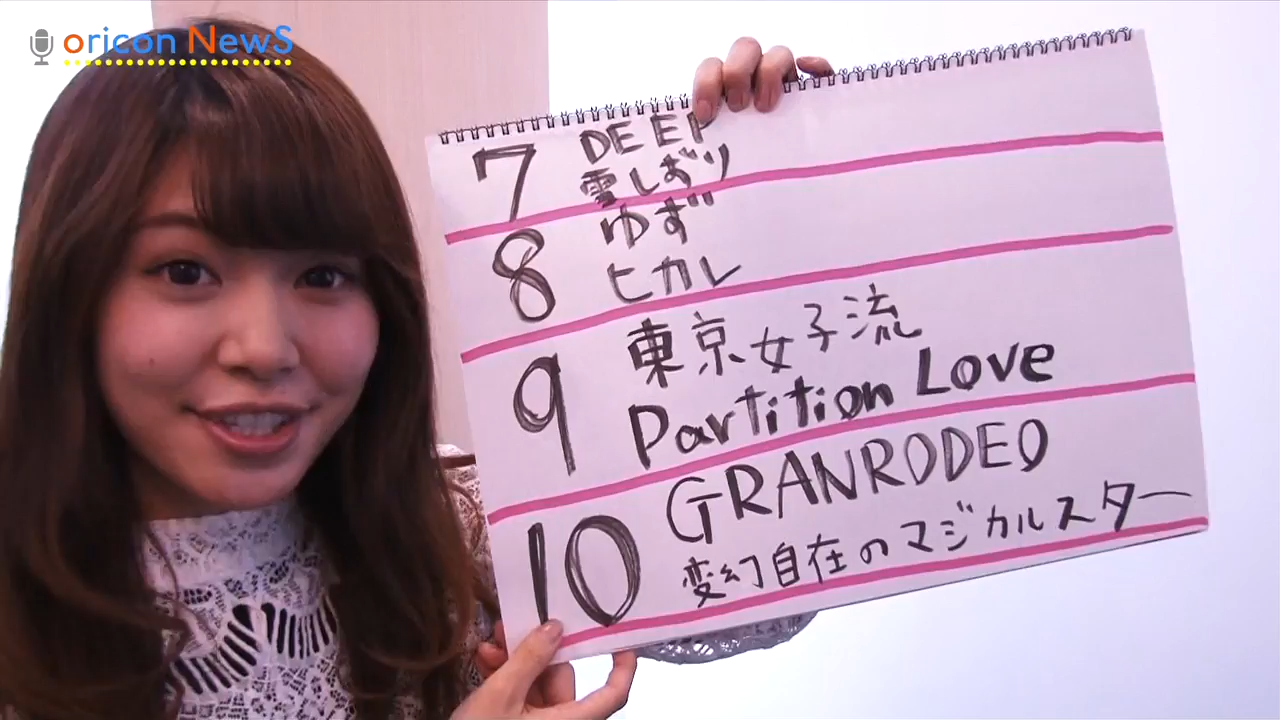 oricon NewS
7 DEEP
雪しずり
8 ゆず
ヒカレ
9 東京女子流
Partition Love
10 GRANRODEO
変幻自在のマジカルスター